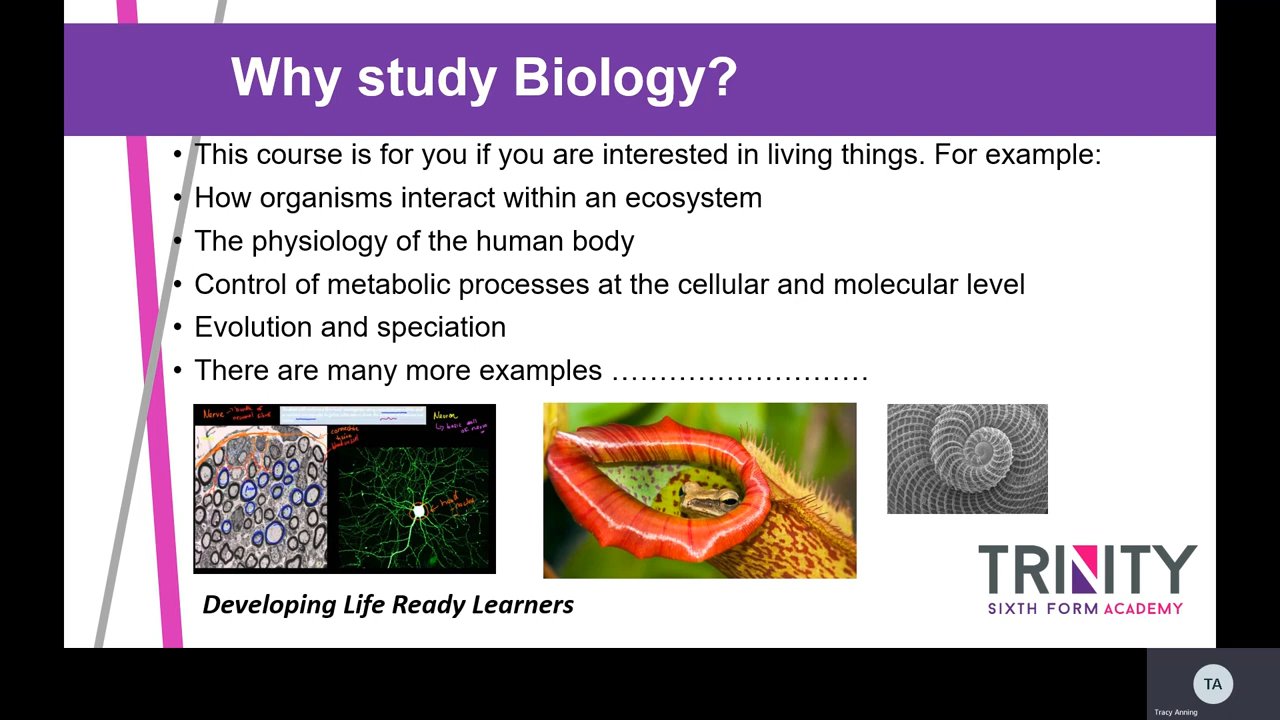 Why study Biology?
• This course is for you if you are interested in living things. For example:
• How organisms interact within an ecosystem
• The physiology of the human body
• Control of metabolic processes at the cellular and molecular level
• Evolution and speciation
• There are many more examples ………………………
Nerve
Neuron
Developing Life Ready Learners
TRINITY
SIXTH FORM ACADEMY
TA
Tracy Anning